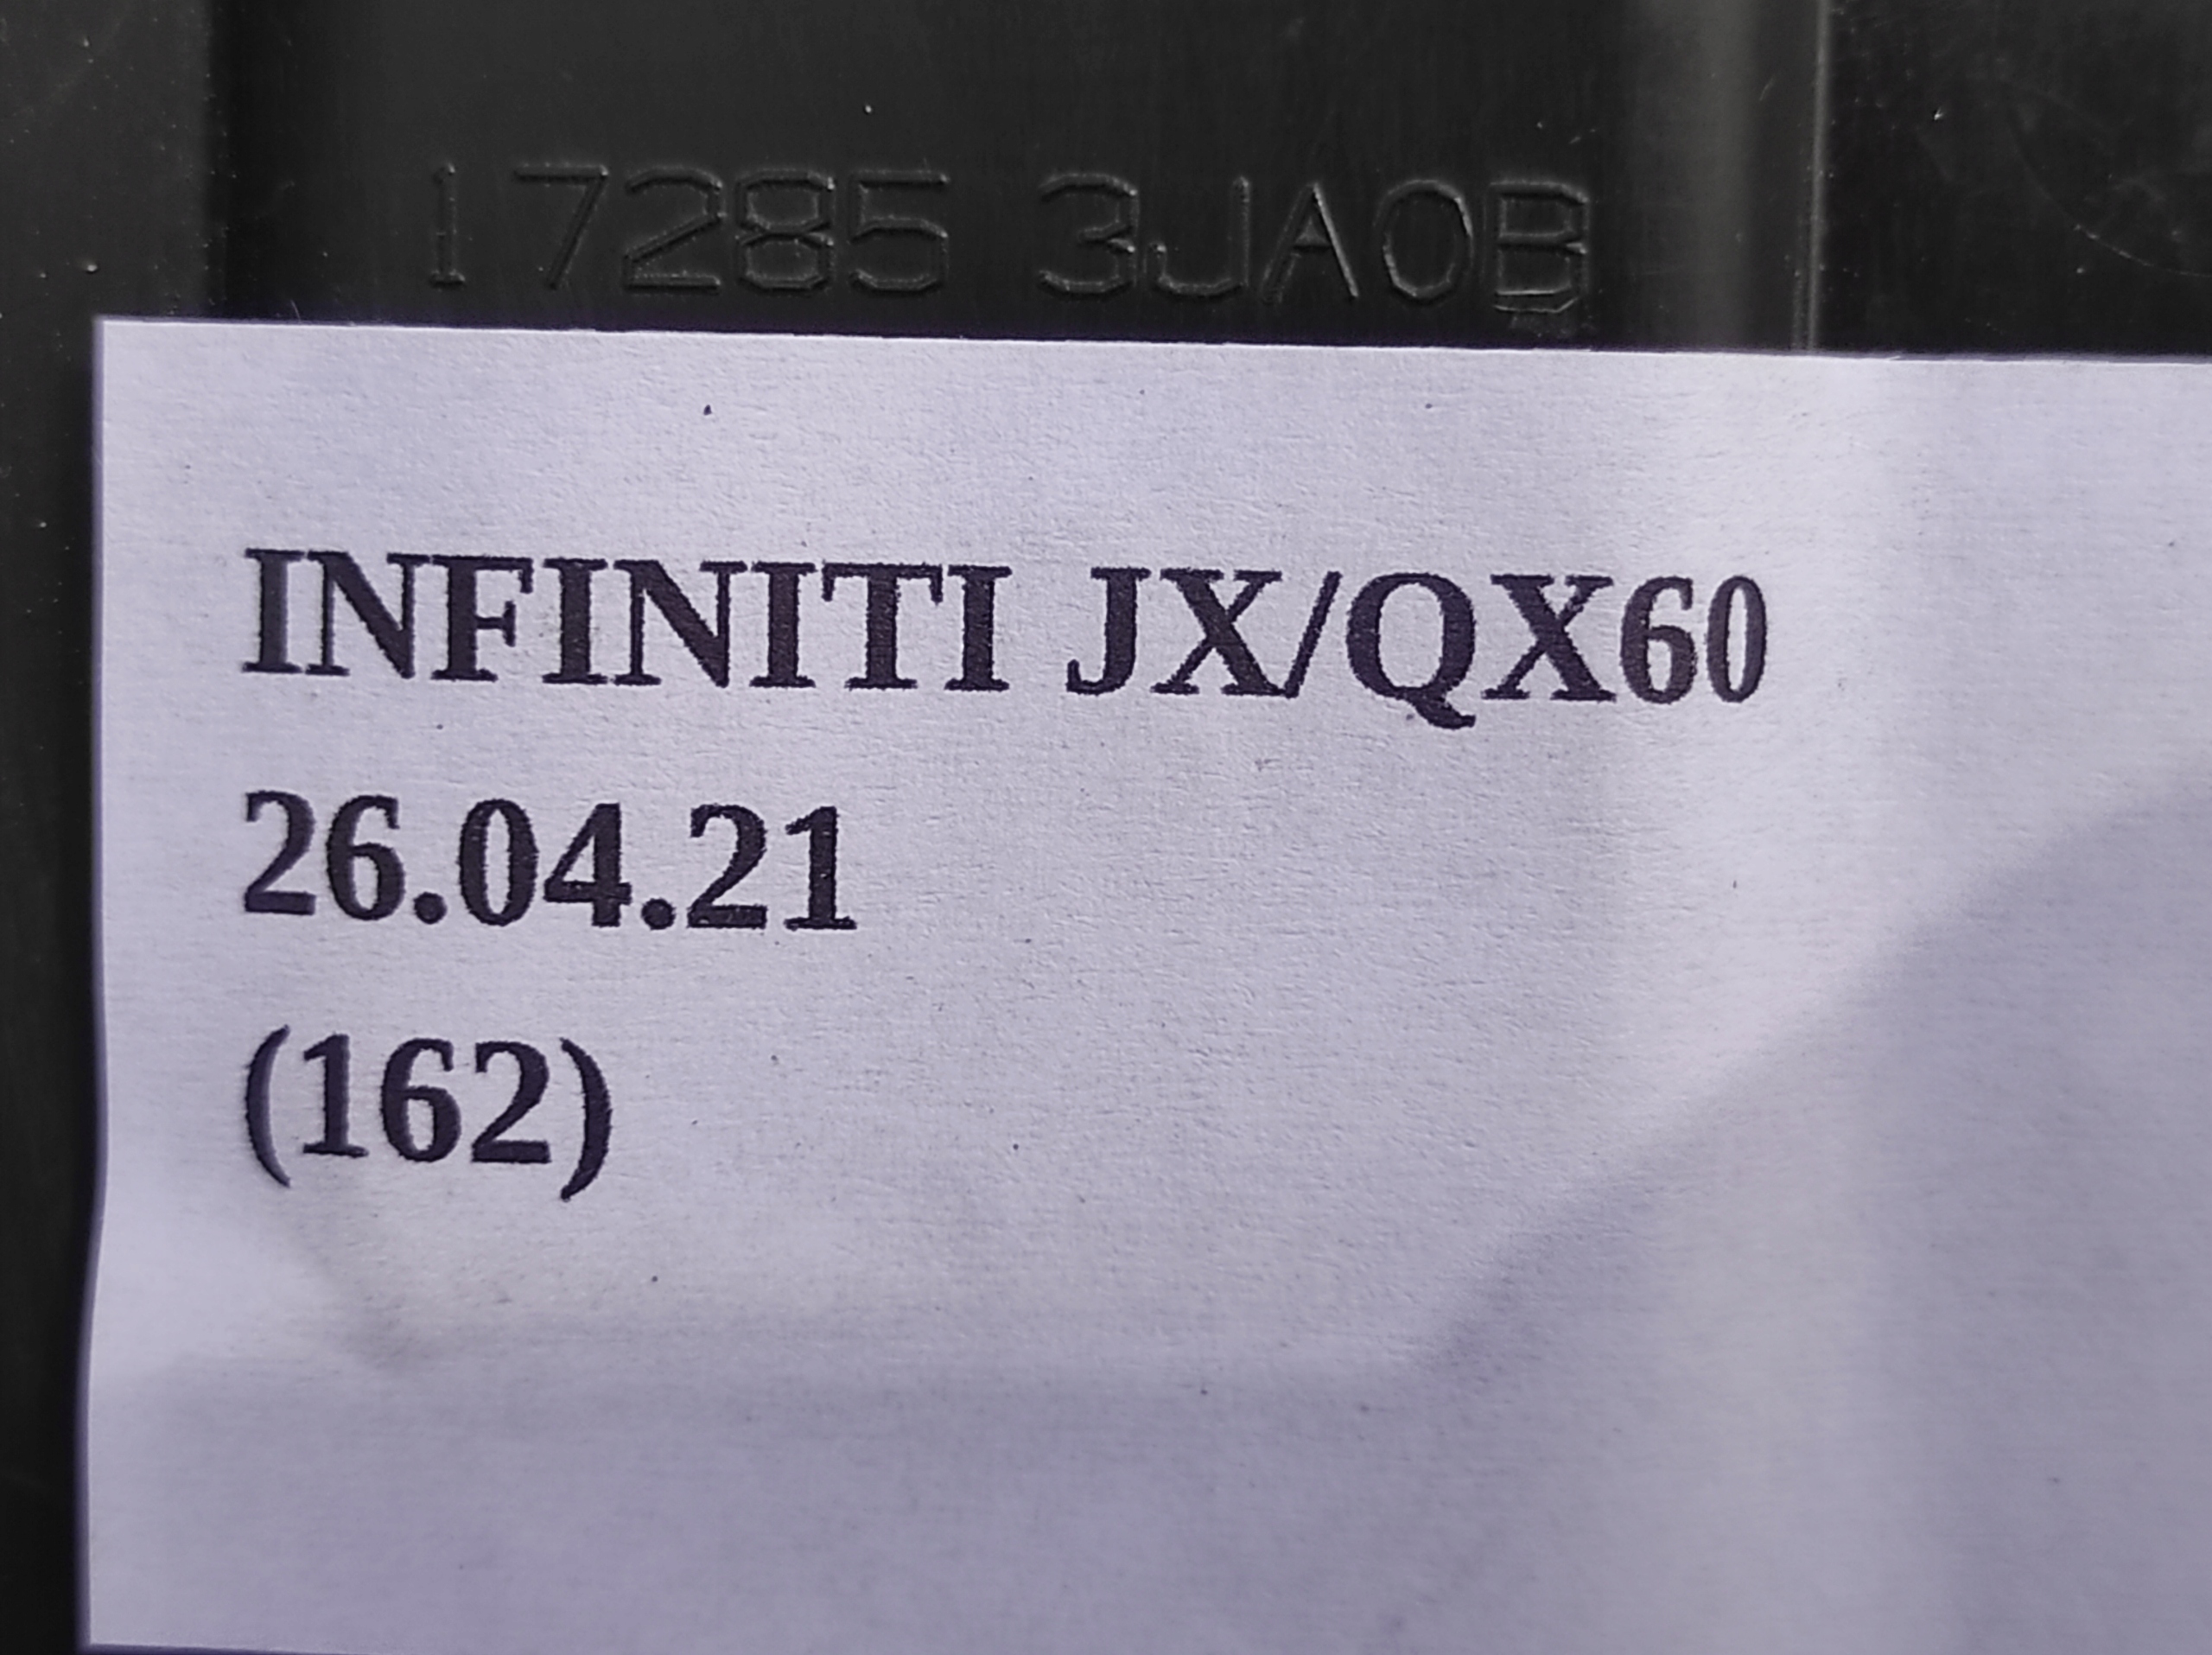 17285 3JA0B
INFINITI JX/QX60
26.04.21
(162)